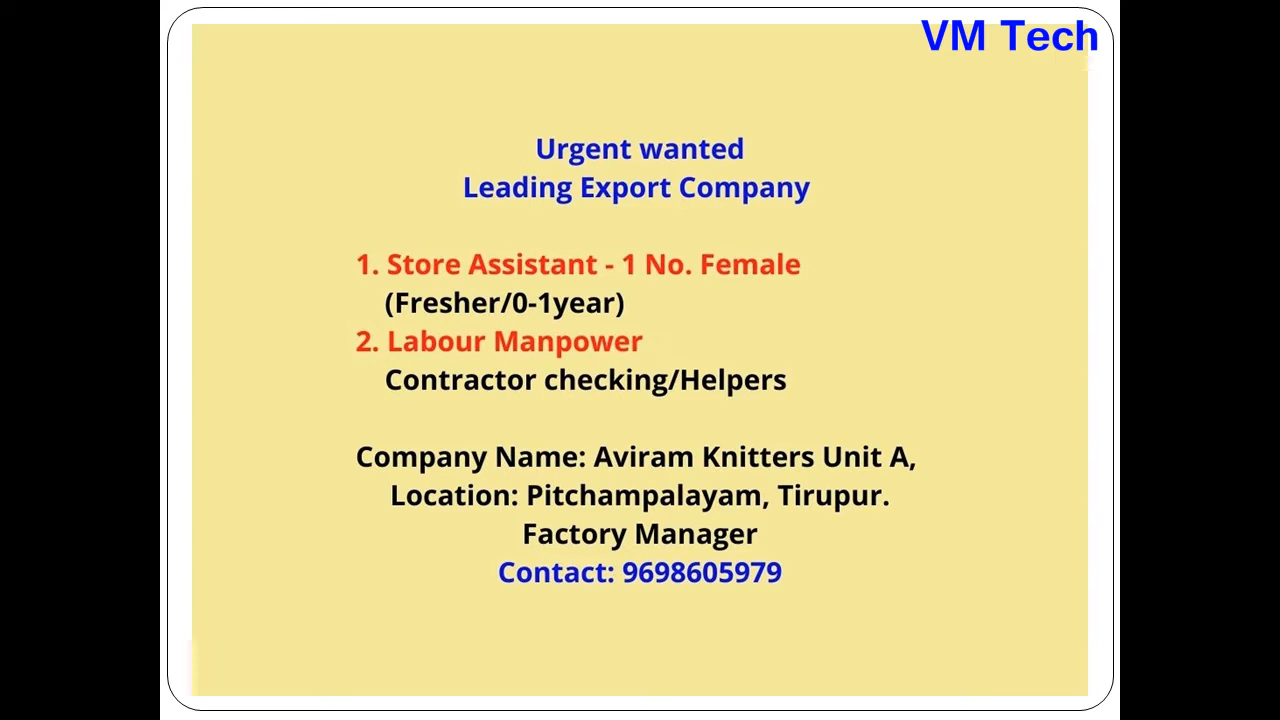 VM Tech
Urgent wanted
Leading Export Company
1. Store Assistant - 1 No. Female
(Fresher/0-1year)
2. Labour Manpower
Contractor checking/Helpers
Company Name: Aviram Knitters Unit A,
Location: Pitchampalayam, Tirupur.
Factory Manager
Contact: 9698605979